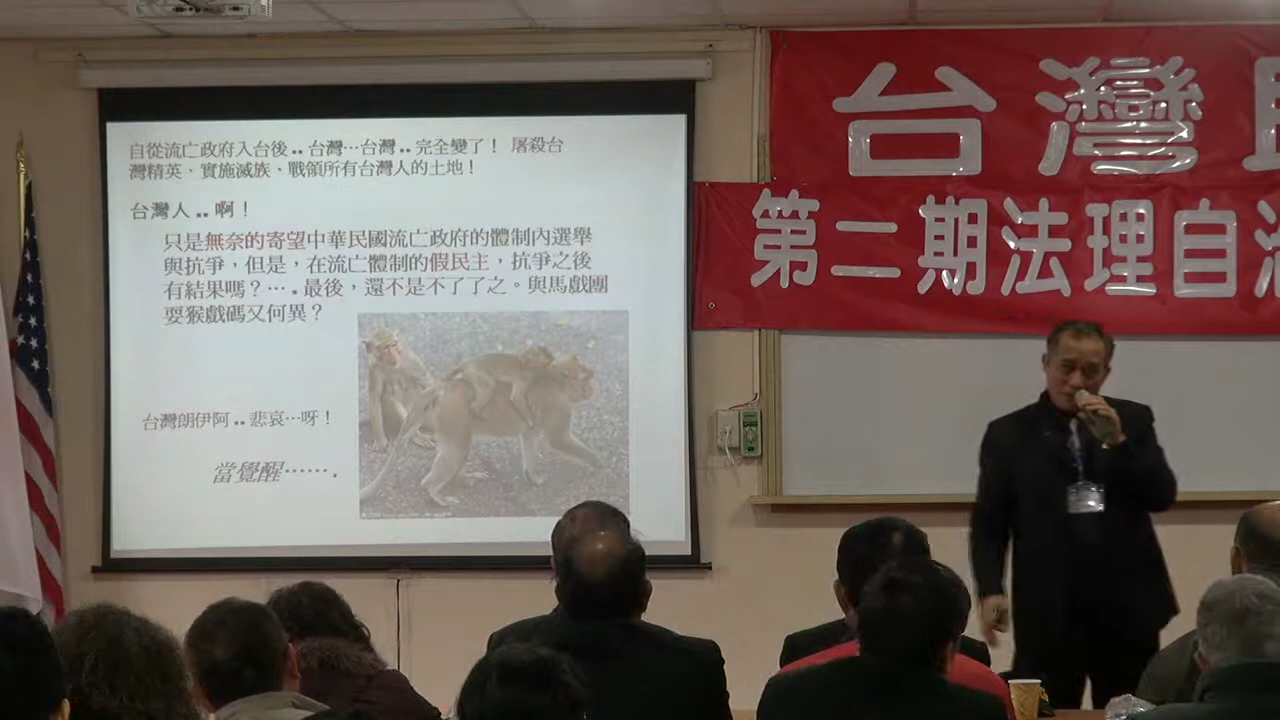 自從流亡政府入台後..台灣…台灣..完全變了! 屠殺台
灣精英、實施滅族、戰領所有台灣人的土地!
台灣人..啊!
只是無奈的寄望中華民國流亡政府的體制內選舉
與抗爭,但是,在流亡體制的假民主,抗爭之後
有結果嗎?….最後,還不是不了了之。與馬戲團
耍猴戲碼又何異?
台灣朗伊阿..悲哀…呀!
當覺醒…….
台灣
第二期法理自治